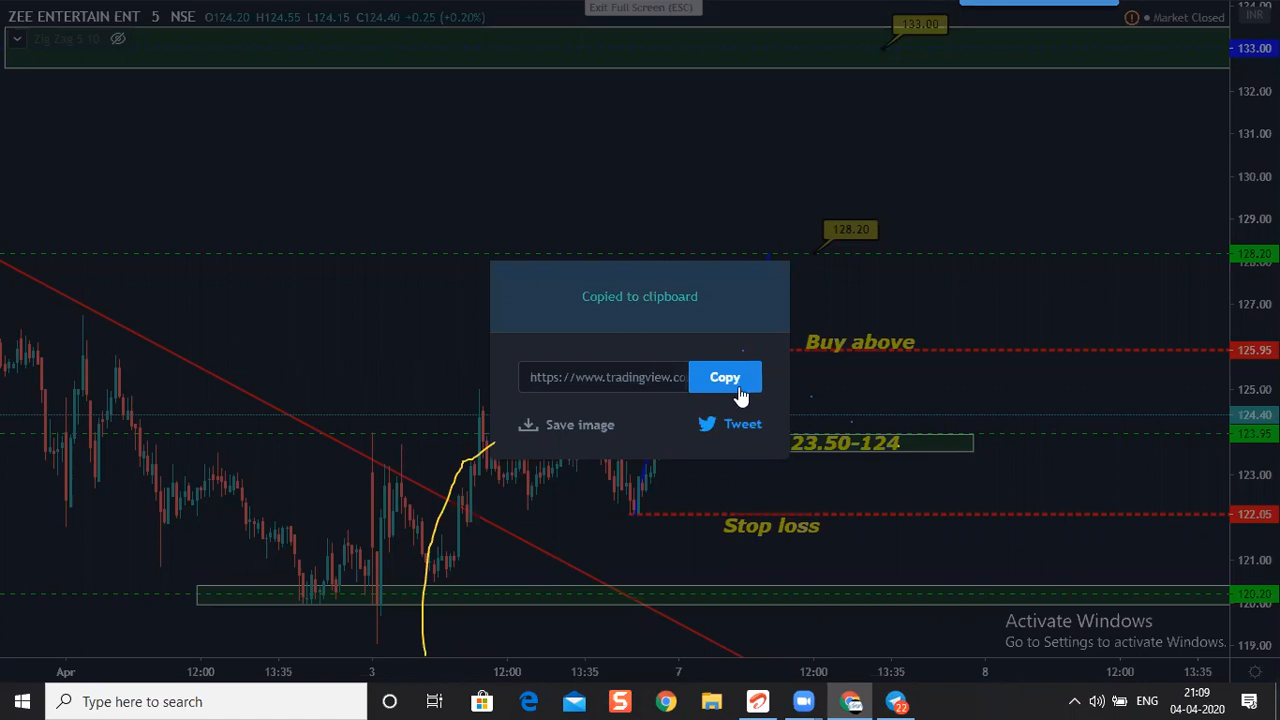 ZEE ENTERTAIN ENT 5 NSE O124.20 H124.55 L124.15 C124.40 +0.25 (+0.20%)
Exit Full Screen (ESC)
Market Closed
INR
Zig Zag 5 10
133.00
133.00
132.00
131.00
130.00
129.00
128.20
128.20
127.00
Copied to clipboard
Buy above
125.95
https://www.tradingview.co
Copy
125.00
124.40
Save image
Tweet
123.95
23.50-124
123.00
Stop loss
122.05
121.00
120.20
120.00
Activate Windows
Go to Settings to activate Windows.
119.00
Apr 12:00 13:35 3 12:00 13:35 7 12:00 13:35 8 12:00 13:35
Type here to search
22
ENG
21:09
04-04-2020